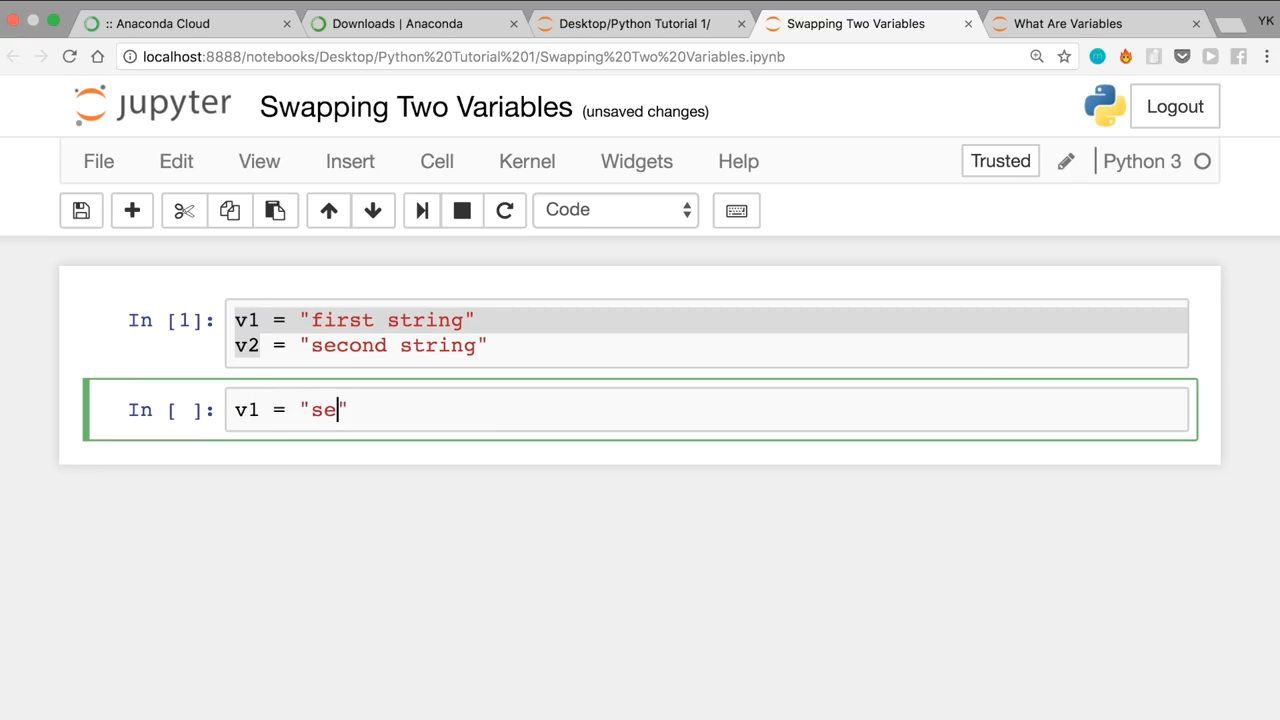 :: Anaconda Cloud
Downloads | Anaconda
Desktop/Python Tutorial 1/
Swapping Two Variables
What Are Variables
YK
localhost:8888/notebooks/Desktop/Python%20Tutorial%201/Swapping%20Two%20Variables.ipynb
jupyter Swapping Two Variables (unsaved changes)
Logout
File Edit View Insert Cell Kernel Widgets Help
Trusted
Python 3
Code
In [1]: v1 = "first string"
v2 = "second string"
In [ ]: v1 = "se"